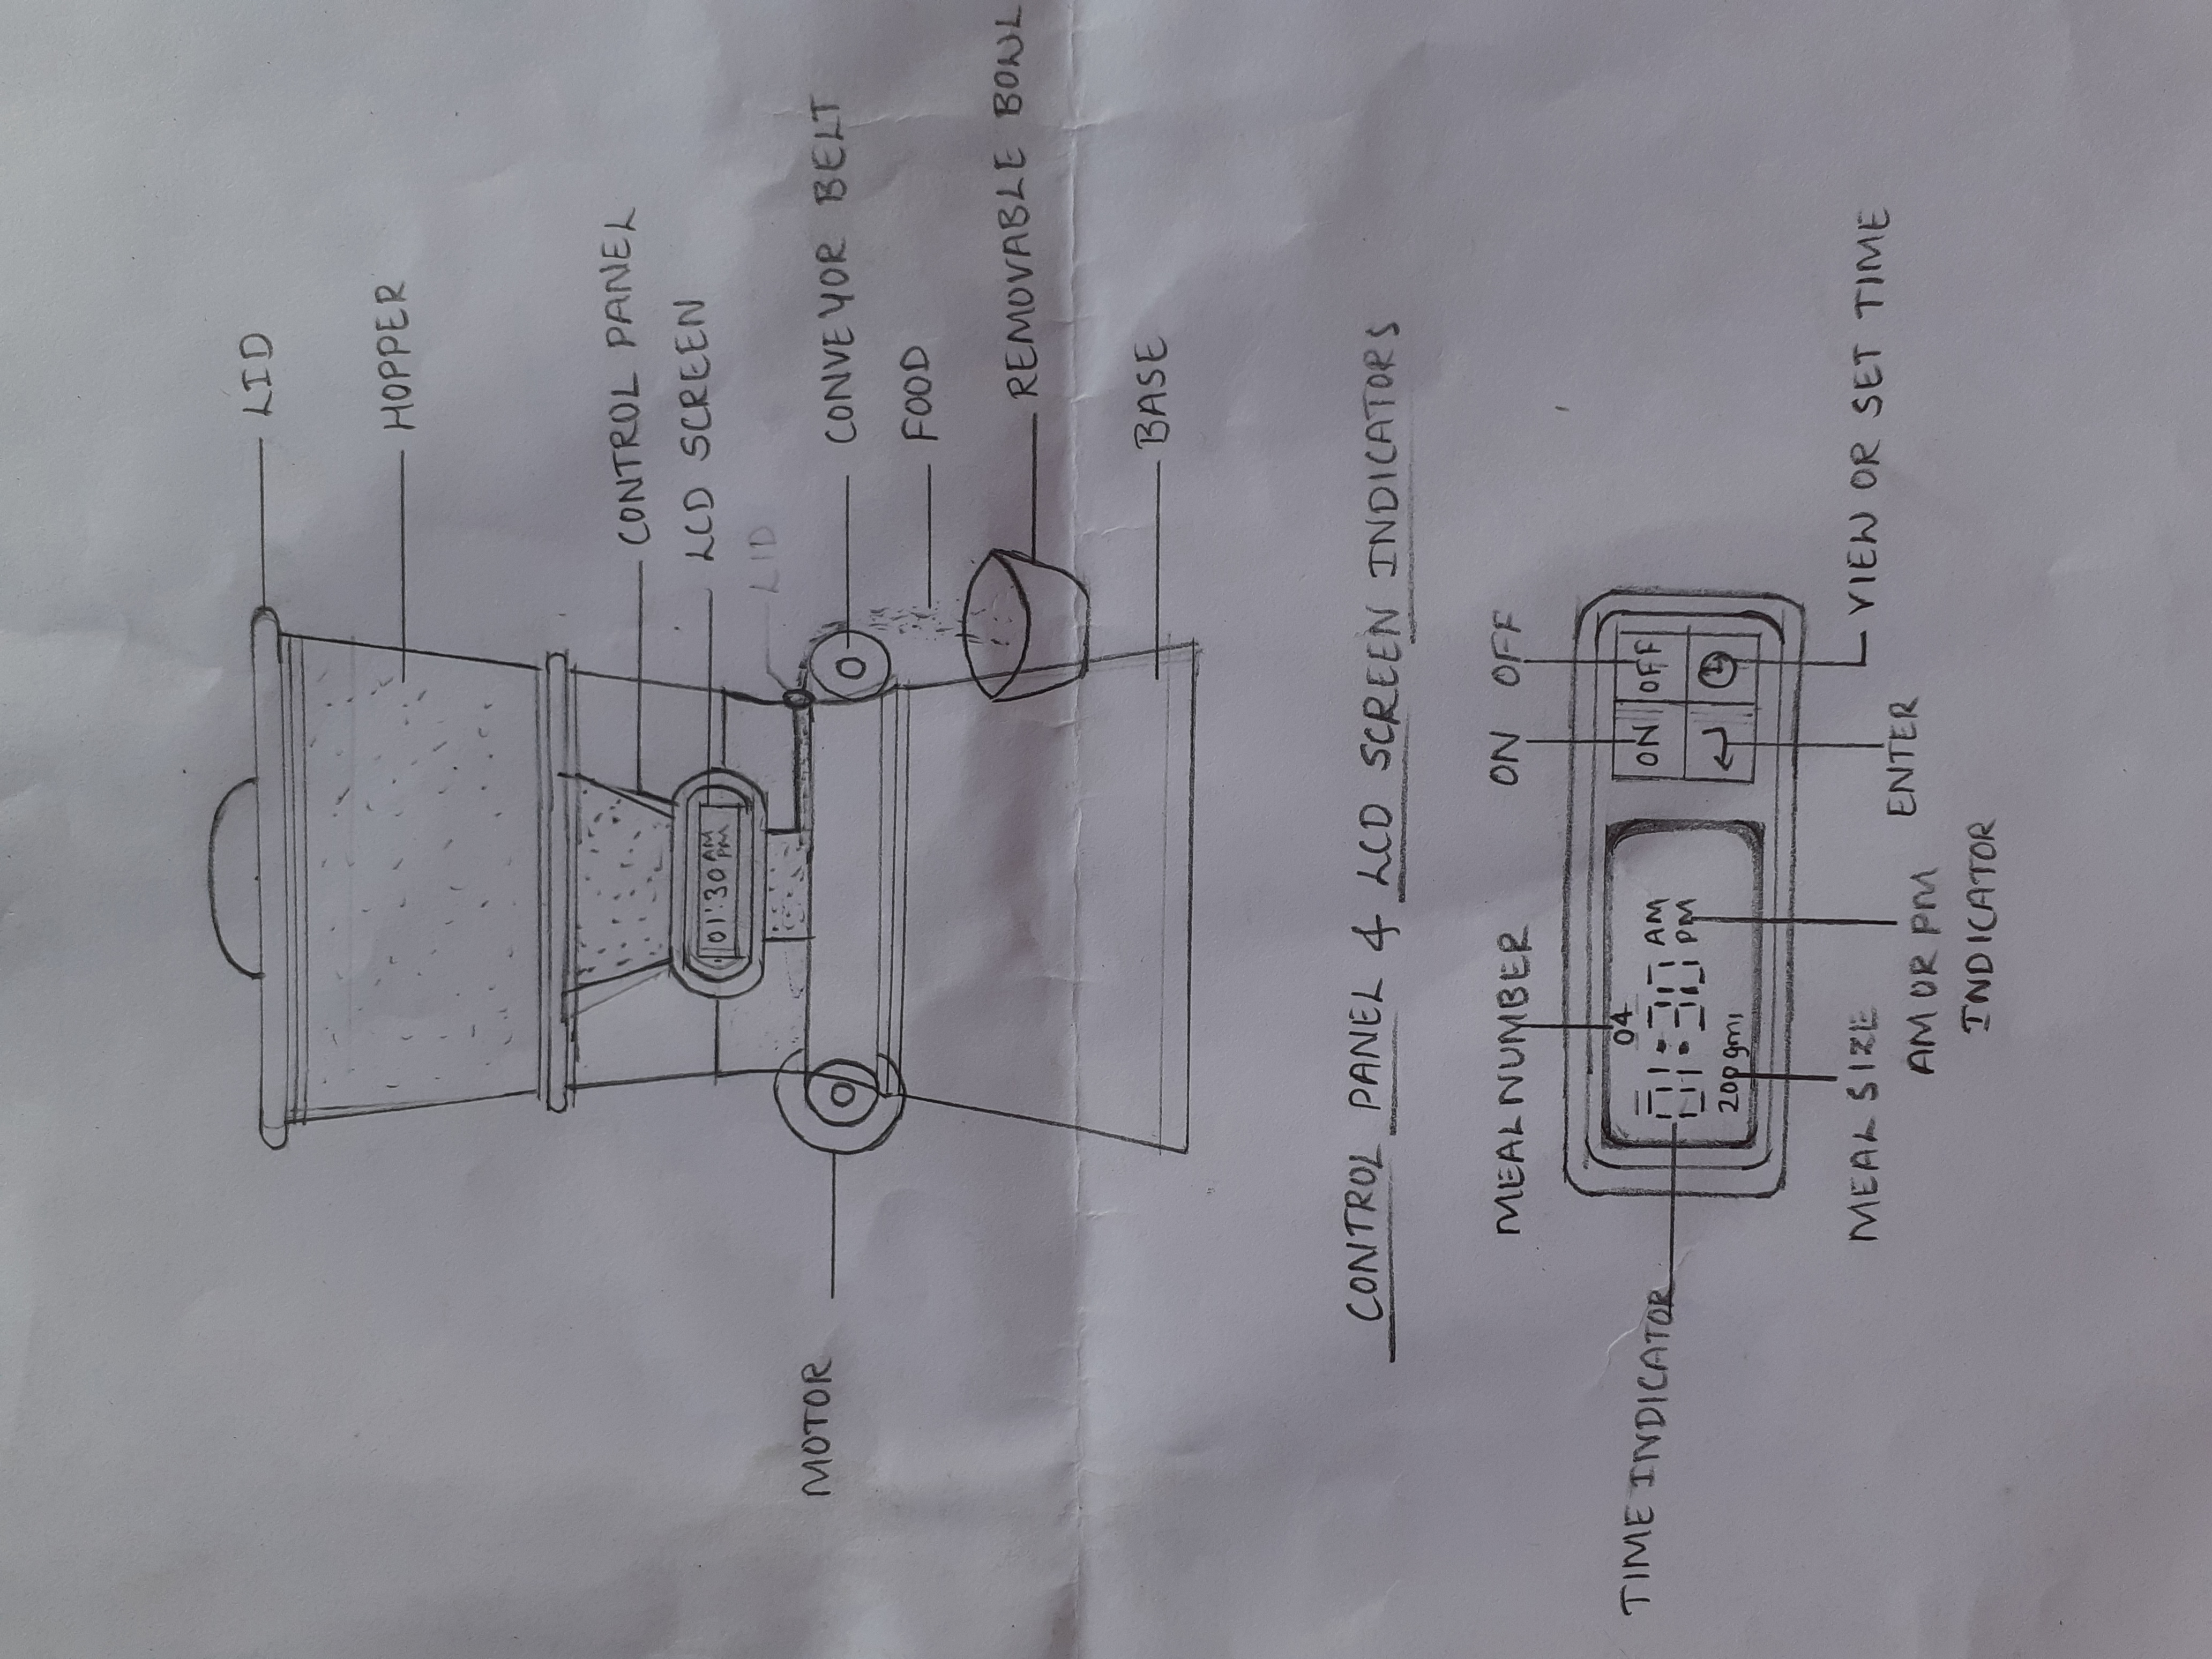 LID
HOPPER
CONTROL PANEL
LCD SCREEN
01:30 AM
PM
LID
MOTOR
CONVEYOR BELT
FOOD
REMOVABLE BOWL
BASE
CONTROL PANEL & LCD SCREEN INDICATORS
MEAL NUMBER
ON OFF
04
TIME INDICATOR
01:30 AM
PM
ON OFF
200 gm
MEAL SIZE
VIEW OR SET TIME
ENTER
AM OR PM
INDICATOR